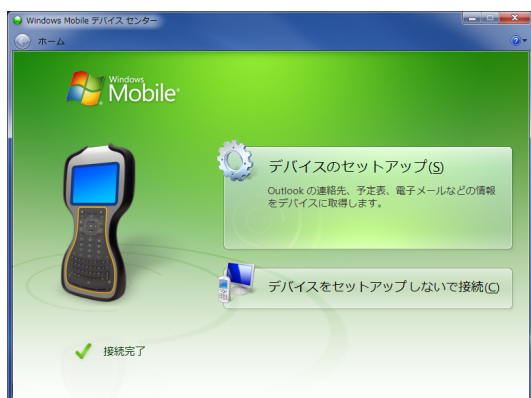 Windows Mobile デバイス センター
ホーム
Windows
Mobile®
デバイスのセットアップ(S)
Outlook の連絡先、予定表、電子メールなどの情報
をデバイスに取得します。
デバイスをセットアップしないで接続(C)
接続完了